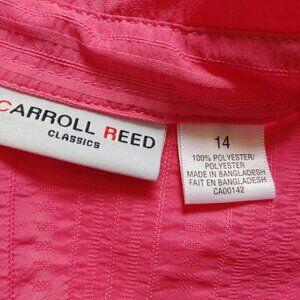 CARROLL REED
CLASSICS
14
100% POLYESTER/
POLYESTER
MADE IN BANGLADESH/
FAIT EN BANGLADESH
CA00142